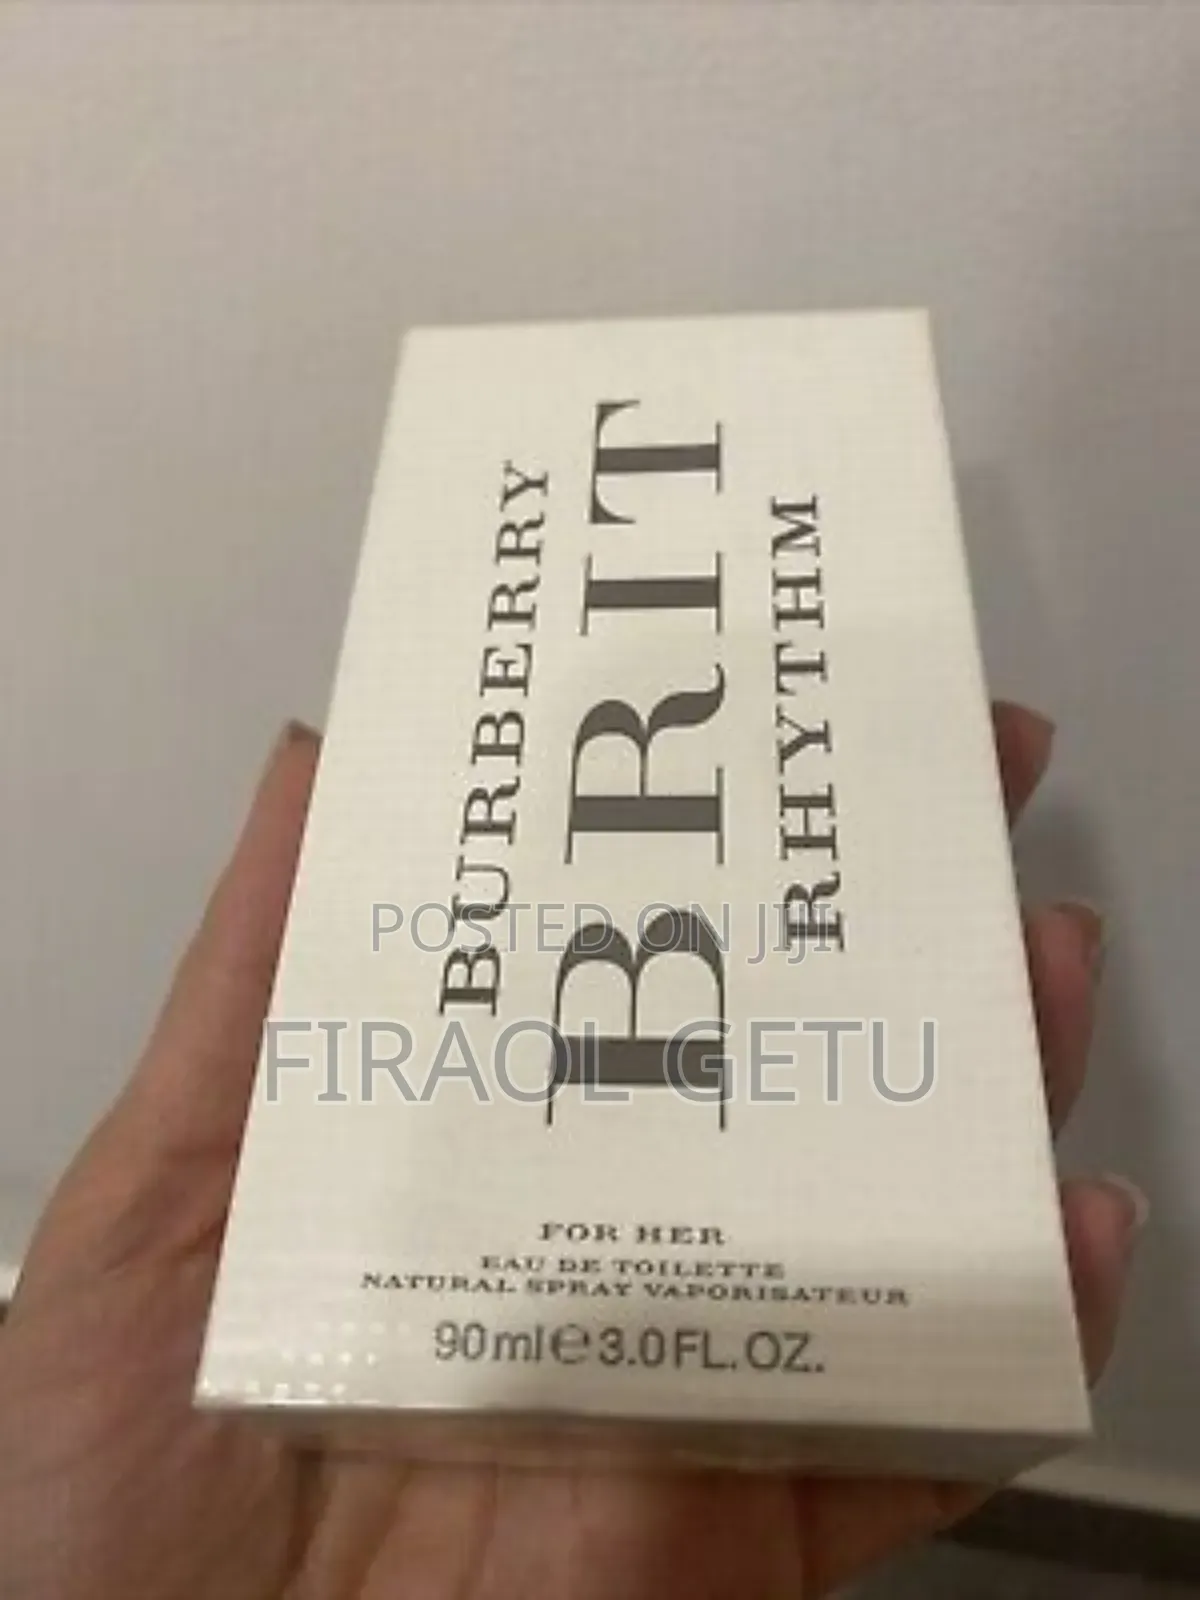 BURBERRY
BRIT
RHYTHM
POSTED ON JIJI
FIRAOL GETU
FOR HER
EAU DE TOILETTE
NATURAL SPRAY VAPORISATEUR
90ml℮3.0FL.OZ.